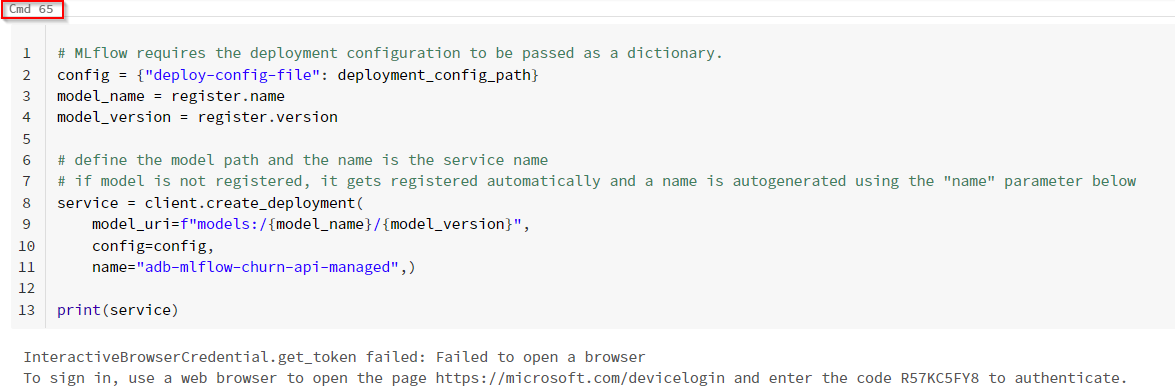 Cmd 65
1 # MLflow requires the deployment configuration to be passed as a dictionary.
2 config = {"deploy-config-file": deployment_config_path}
3 model_name = register.name
4 model_version = register.version
5
6 # define the model path and the name is the service name
7 # if model is not registered, it gets registered automatically and a name is autogenerated using the "name" parameter below
8 service = client.create_deployment(
9     model_uri=f"models:/{model_name}/{model_version}",
10     config=config,
11     name="adb-mlflow-churn-api-managed",)
12
13 print(service)
InteractiveBrowserCredential.get_token failed: Failed to open a browser
To sign in, use a web browser to open the page https://microsoft.com/devicelogin and enter the code R57KC5FY8 to authenticate.